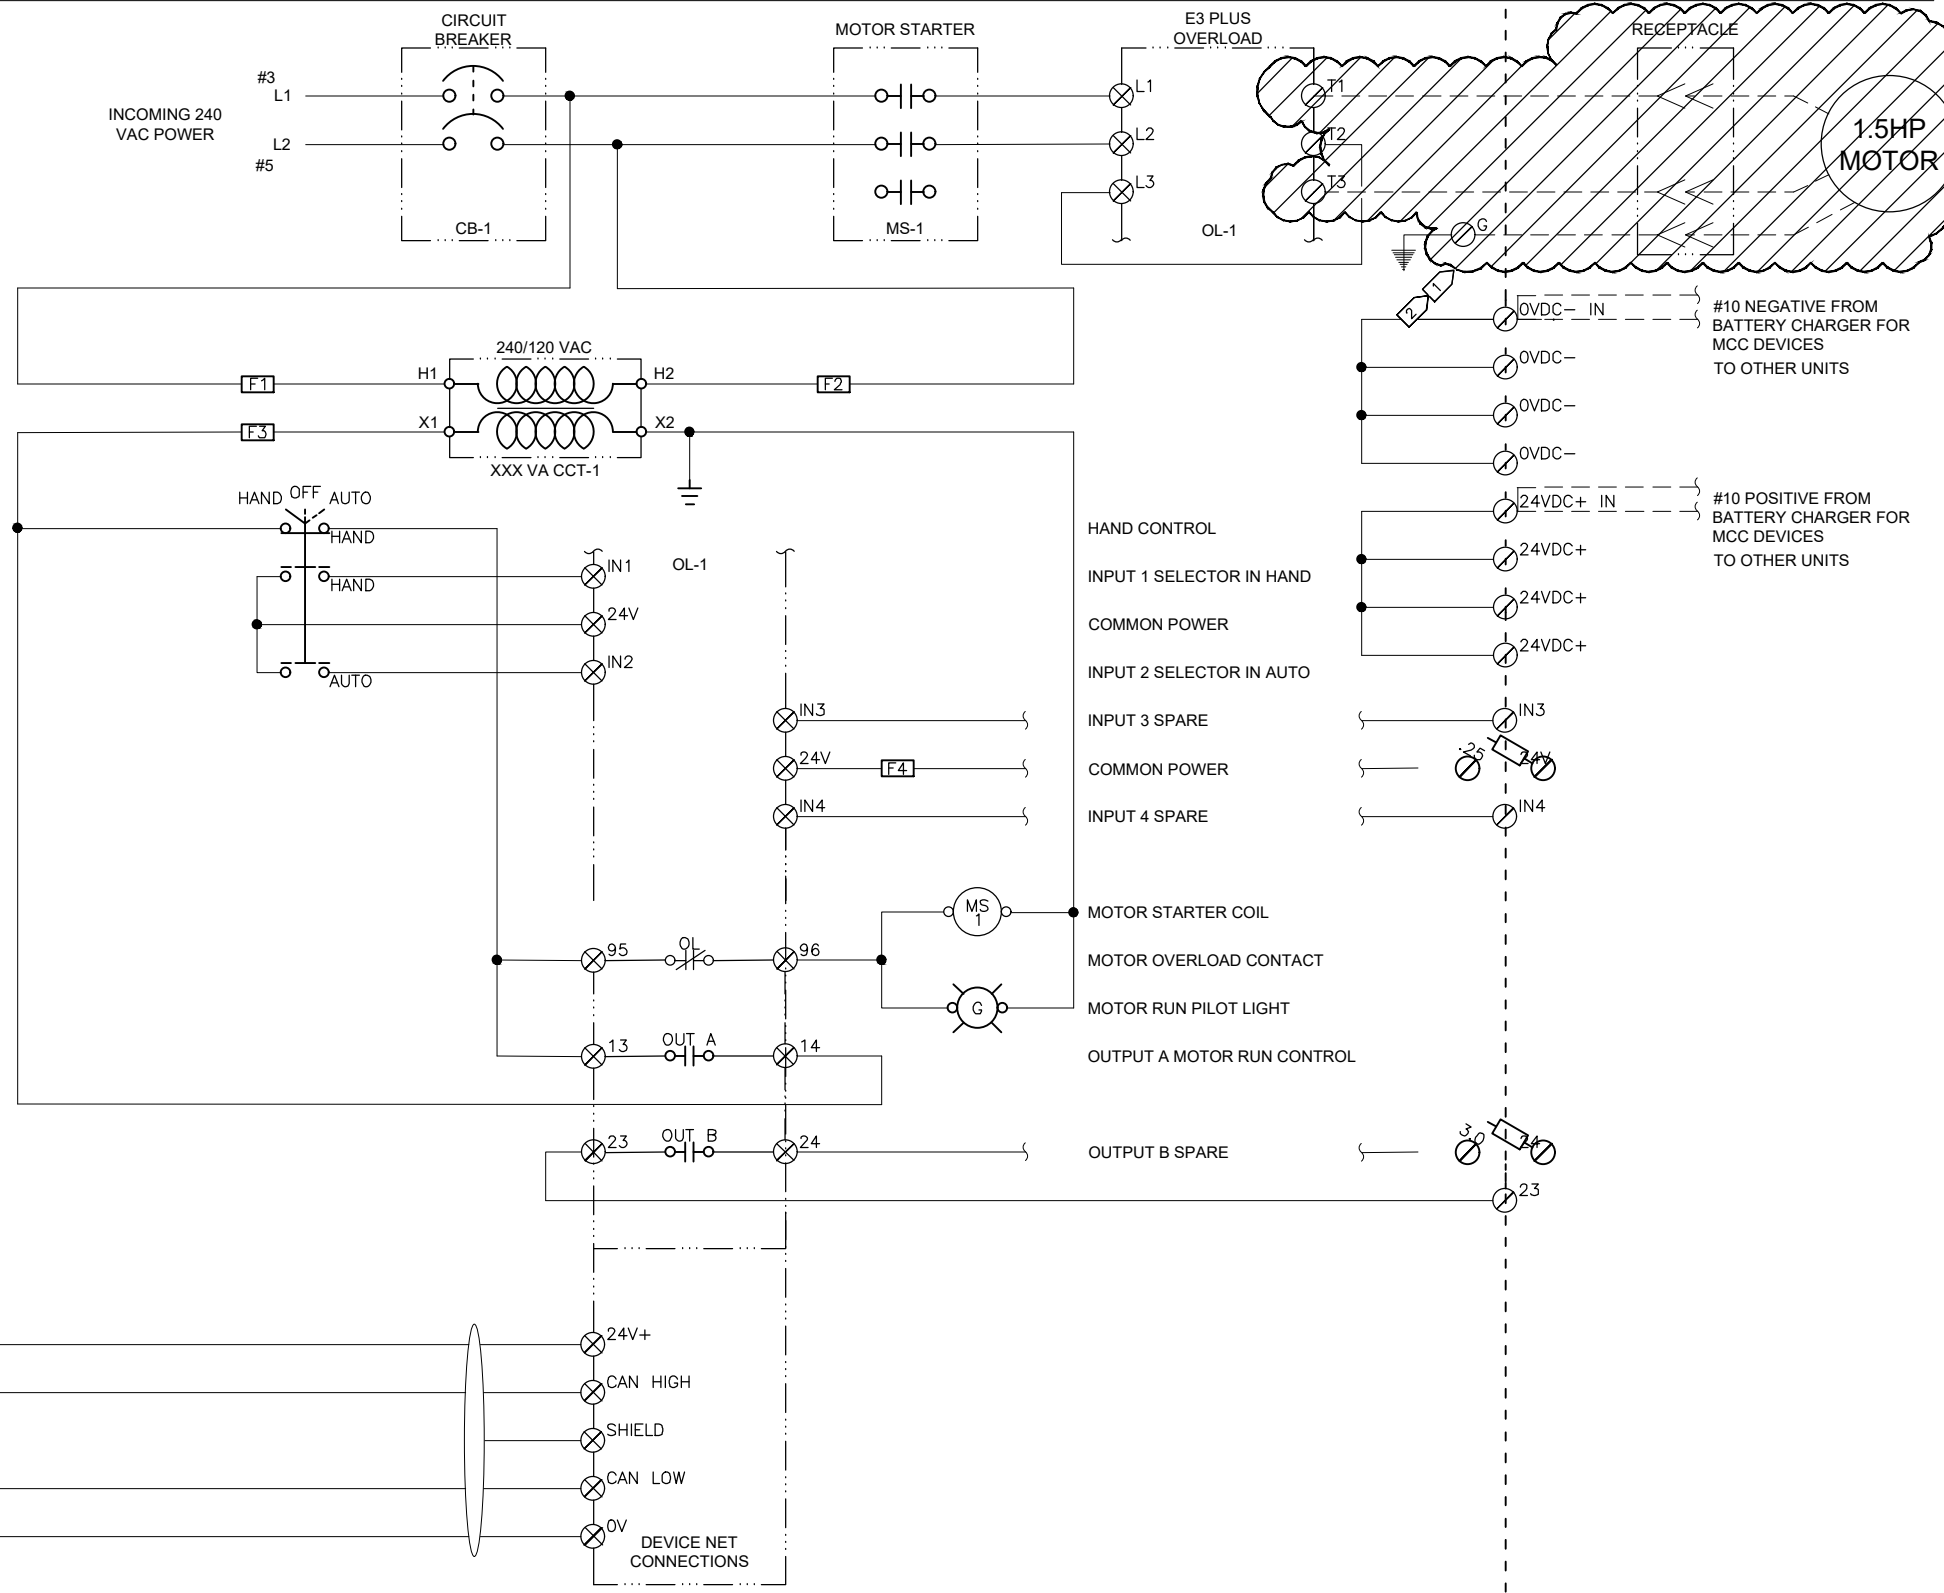 CIRCUIT
BREAKER
MOTOR STARTER
E3 PLUS
OVERLOAD
RECEPTACLE
#3
L1
L1
T1
INCOMING 240
VAC POWER
1.5HP
MOTOR
L2
L2
T2
#5
L3
T3
CB-1
MS-1
OL-1
G
1
2
0VDC- IN
#10 NEGATIVE FROM
BATTERY CHARGER FOR
MCC DEVICES
TO OTHER UNITS
240/120 VAC
0VDC-
F1
H1
H2
F2
0VDC-
F3
X1
X2
0VDC-
XXX VA CCT-1
HAND OFF AUTO
24VDC+ IN
#10 POSITIVE FROM
BATTERY CHARGER FOR
MCC DEVICES
TO OTHER UNITS
HAND
HAND CONTROL
24VDC+
IN1
OL-1
HAND
INPUT 1 SELECTOR IN HAND
24VDC+
24V
COMMON POWER
24VDC+
IN2
AUTO
INPUT 2 SELECTOR IN AUTO
IN3
INPUT 3 SPARE
IN3
24V
F4
COMMON POWER
.25
24V
IN4
INPUT 4 SPARE
IN4
MS
1
MOTOR STARTER COIL
95
OL
96
MOTOR OVERLOAD CONTACT
G
MOTOR RUN PILOT LIGHT
13
OUT A
14
OUTPUT A MOTOR RUN CONTROL
23
OUT B
24
OUTPUT B SPARE
3.0
24
23
24V+
CAN HIGH
SHIELD
CAN LOW
0V
DEVICE NET
CONNECTIONS